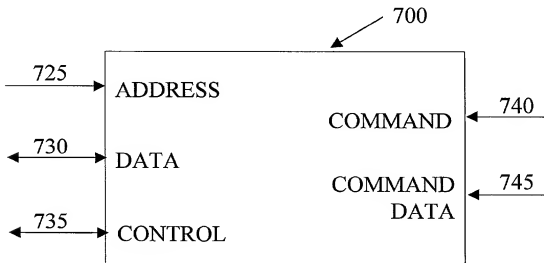 700
725
ADDRESS
740
COMMAND
730
DATA
745
COMMAND
DATA
735
CONTROL